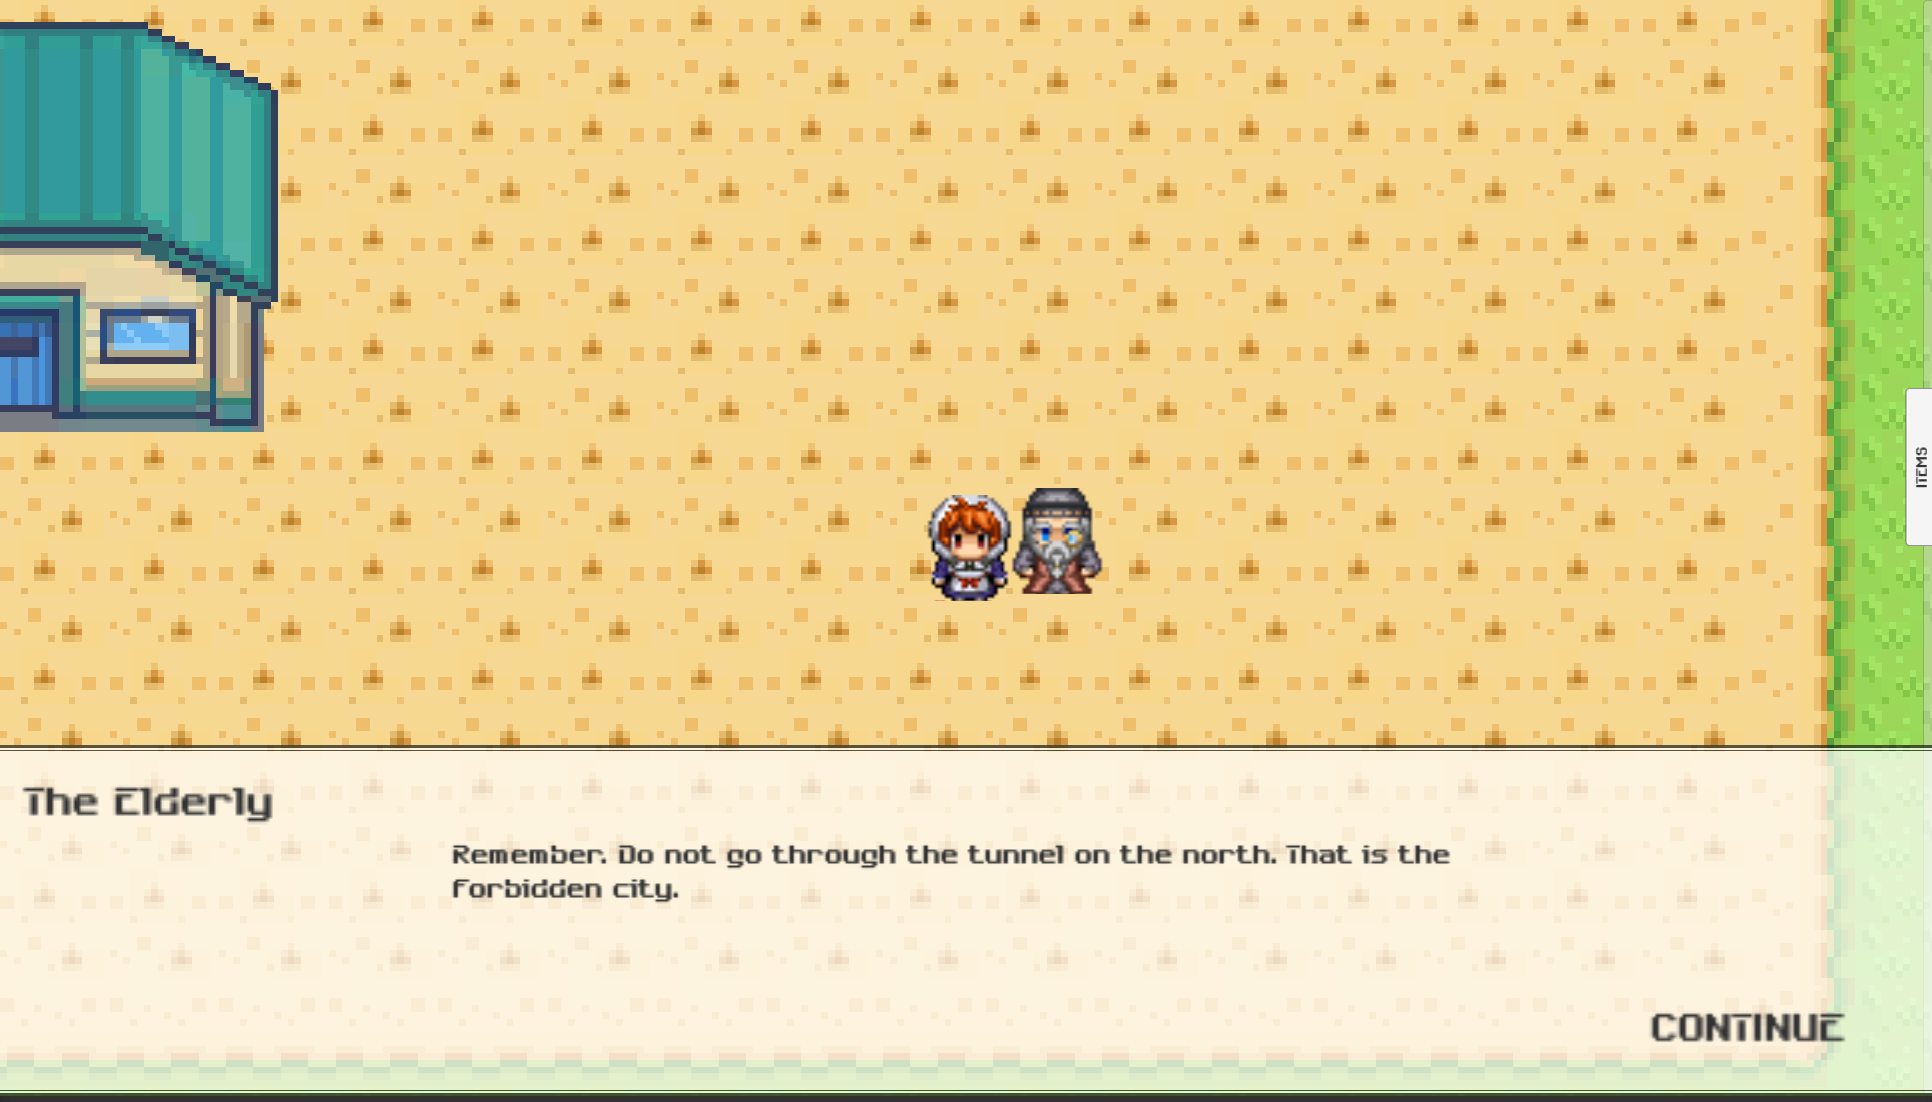 ITEMS
The Elderly
Remember. Do not go through the tunnel on the north. That is the
forbidden city.
CONTINUE